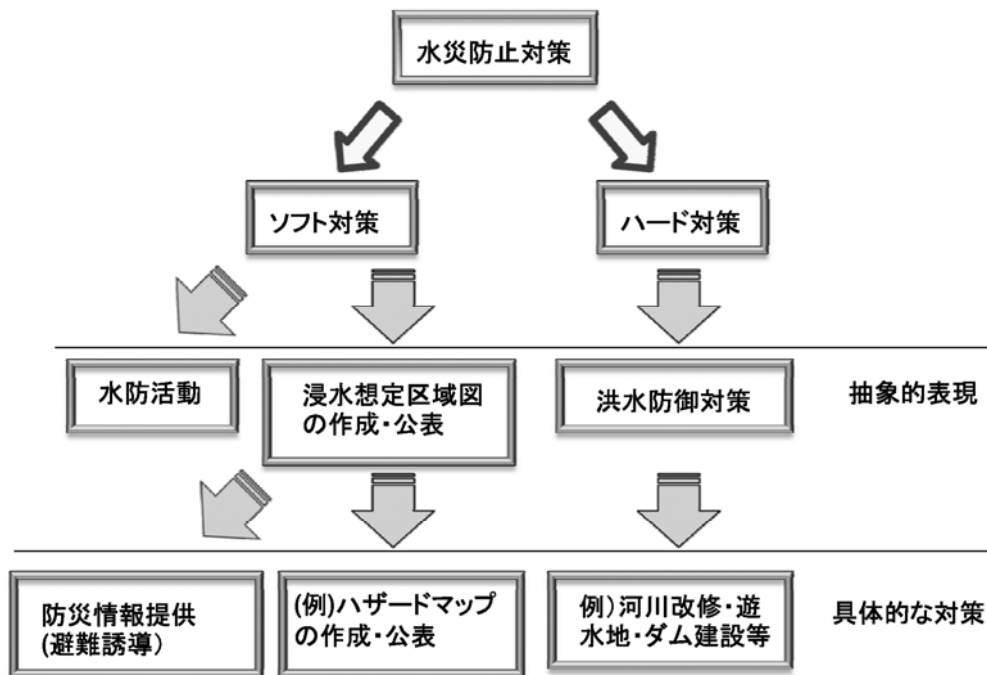 水災防止対策
ソフト対策
ハード対策
水防活動
浸水想定区域図
の作成・公表
洪水防御対策
抽象的表現
防災情報提供
(避難誘導)
(例)ハザードマップ
の作成・公表
例)河川改修・遊
水地・ダム建設等
具体的な対策